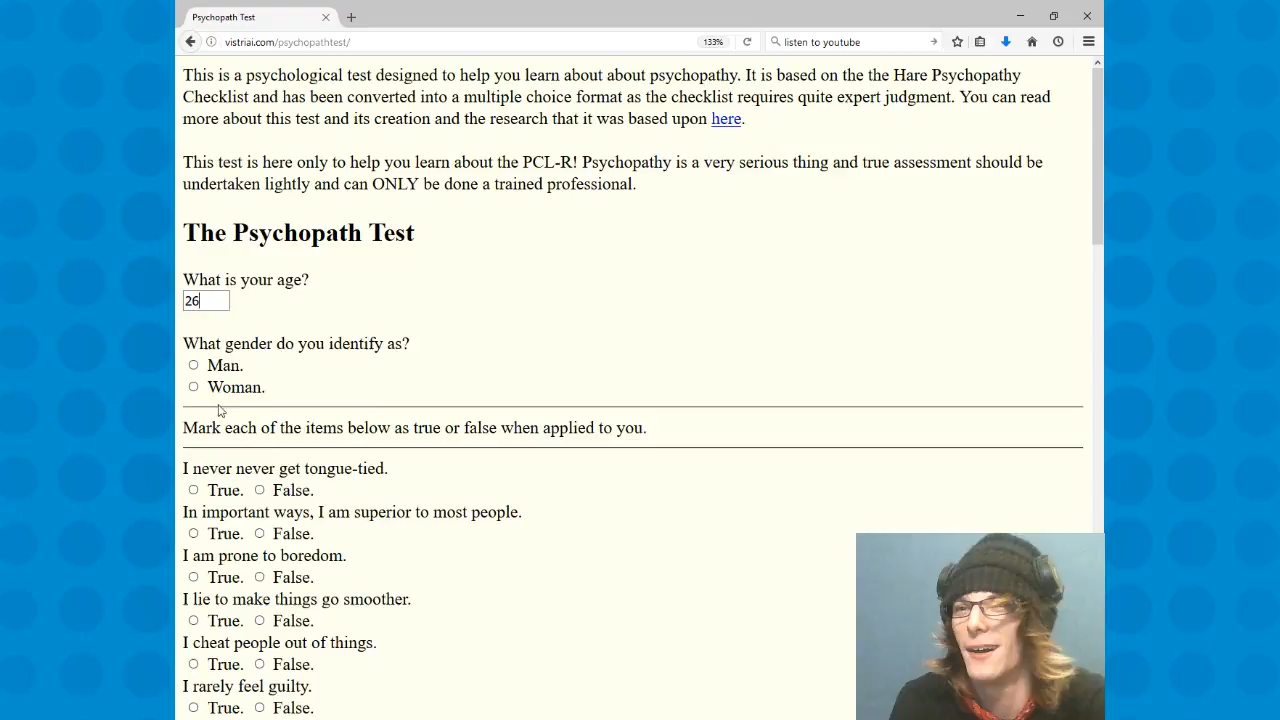 Psychopath Test
vistriai.com/psychopathtest/
133%
listen to youtube
This is a psychological test designed to help you learn about about psychopathy. It is based on the the Hare Psychopathy
Checklist and has been converted into a multiple choice format as the checklist requires quite expert judgment. You can read
more about this test and its creation and the research that it was based upon here.
This test is here only to help you learn about the PCL-R! Psychopathy is a very serious thing and true assessment should be
undertaken lightly and can ONLY be done a trained professional.
The Psychopath Test
What is your age?
26
What gender do you identify as?
Man.
Woman.
Mark each of the items below as true or false when applied to you.
I never never get tongue-tied.
True. False.
In important ways, I am superior to most people.
True. False.
I am prone to boredom.
True. False.
I lie to make things go smoother.
True. False.
I cheat people out of things.
True. False.
I rarely feel guilty.
True. False.